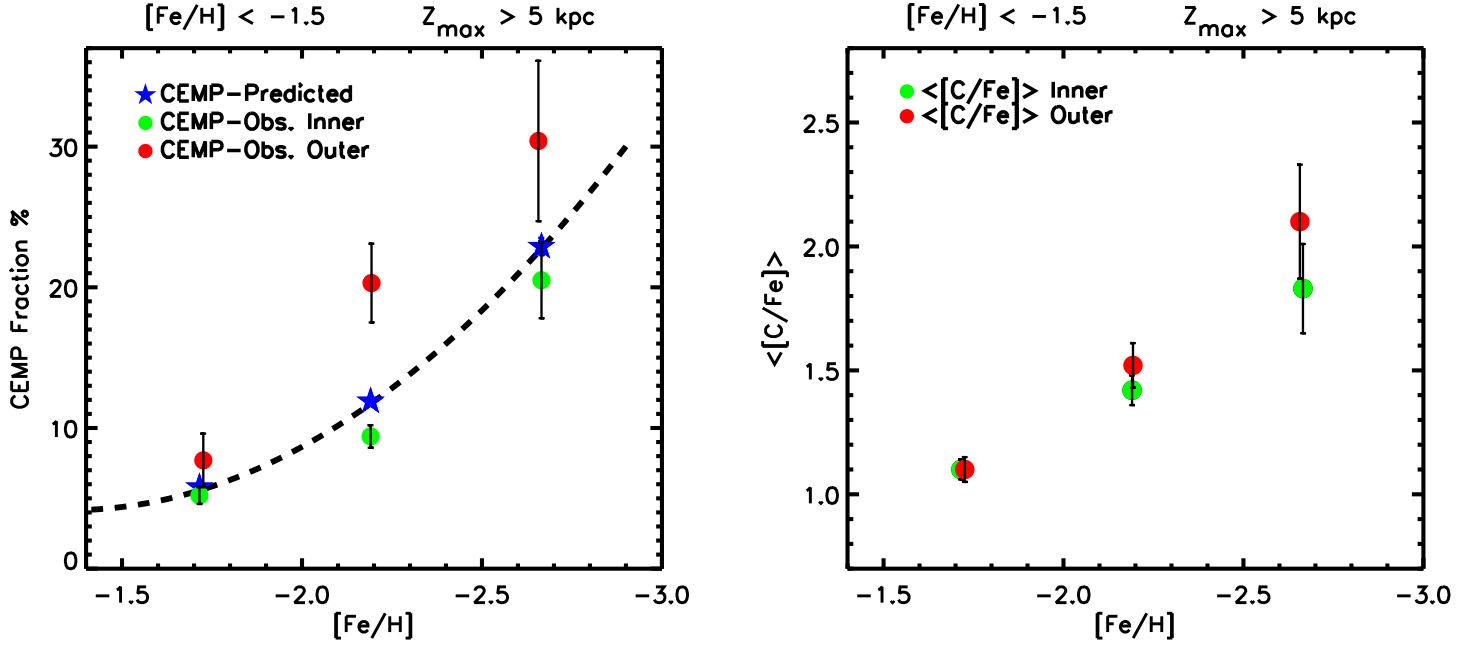 [Fe/H] < -1.5 Zmax > 5 kpc
CEMP-Predicted
CEMP-Obs. Inner
CEMP-Obs. Outer
30
20
10
0
CEMP Fraction %
-1.5 -2.0 -2.5 -3.0
[Fe/H]
[Fe/H] < -1.5 Zmax > 5 kpc
<[C/Fe]> Inner
<[C/Fe]> Outer
2.5
2.0
1.5
1.0
<[C/Fe]>
-1.5 -2.0 -2.5 -3.0
[Fe/H]